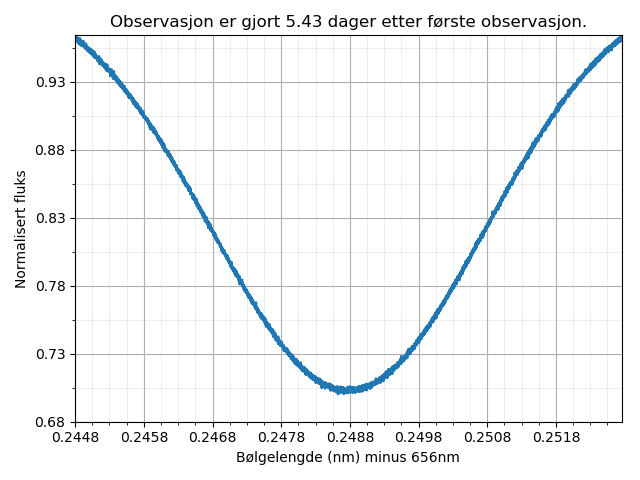 Observasjon er gjort 5.43 dager etter første observasjon.
Normalisert fluks
0.93
0.88
0.83
0.78
0.73
0.68
0.2448 0.2458 0.2468 0.2478 0.2488 0.2498 0.2508 0.2518
Bølgelengde (nm) minus 656nm